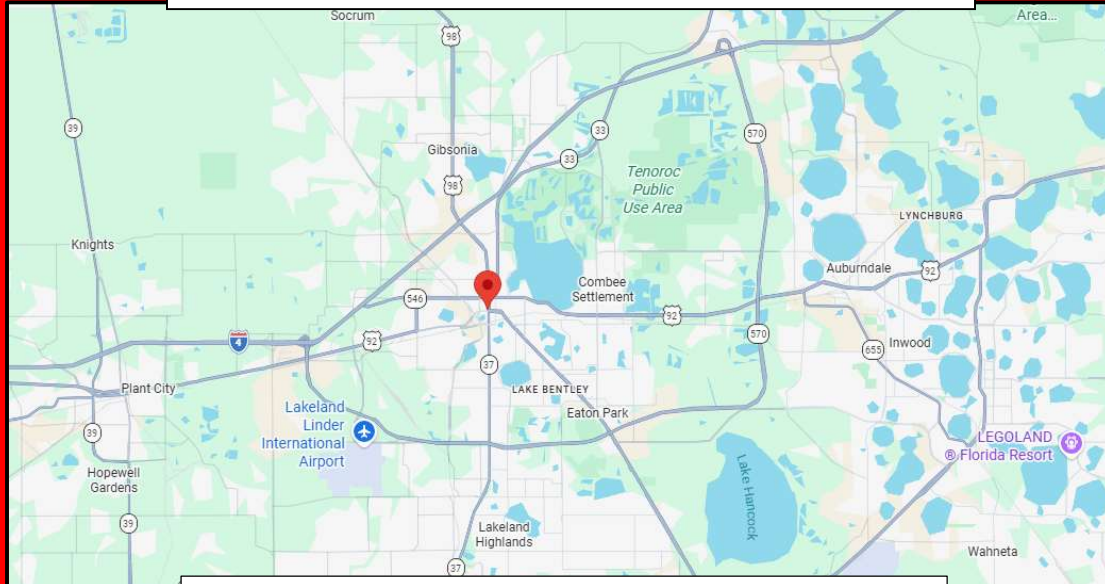 Socrum
Area...
98
39
33
570
Gibsonia
33
Tenoroc
Public
Use Area
98
LYNCHBURG
Knights
Auburndale
92
Combee
Settlement
546
92
570
92
4
Inwood
655
37
Plant City
LAKE BENTLEY
Eaton Park
Lakeland
Linder
International
Airport
39
LEGOLAND
® Florida Resort
Hopewell
Gardens
Lake Hancock
39
Lakeland
Highlands
Wahneta
37